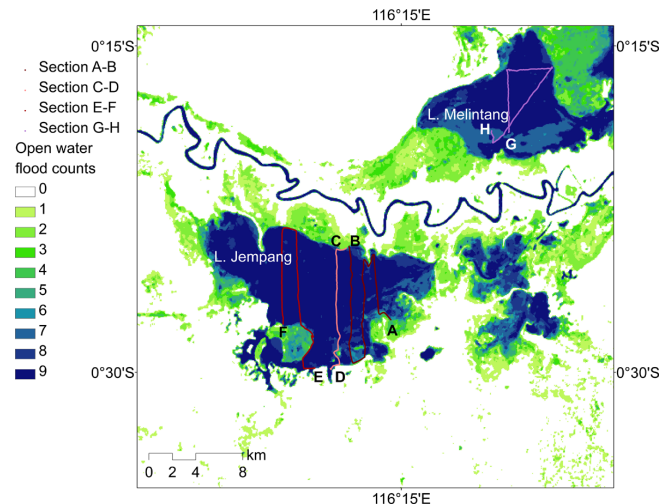 116°15'E
0°15'S
0°15'S
Section A-B
Section C-D
Section E-F
Section G-H
Open water
flood counts
0
1
2
3
4
5
6
7
8
9
L. Melintang
H
G
C B
L. Jempang
F
A
E D
0°30'S
0°30'S
km
0 2 4 8
116°15'E